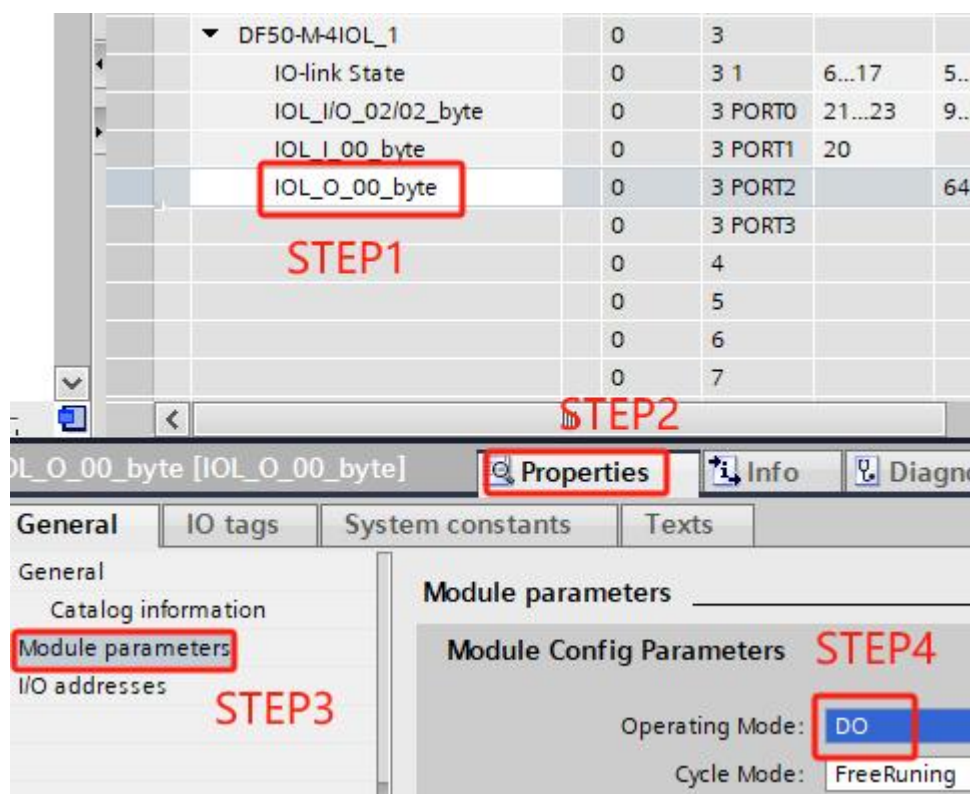 DF50-M-4IOL_1 0 3
IO-link State 0 3 1 6...17 5..
IOL_I/O_02/02_byte 0 3 PORT0 21...23 9..
IOL_I_00_byte 0 3 PORT1 20
IOL_O_00_byte 0 3 PORT2 64
0 3 PORT3
STEP1
0 4
0 5
0 6
0 7
STEP2
OL_O_00_byte [IOL_O_00_byte] Properties Info Diagno
General IO tags System constants Texts
General
Catalog information
Module parameters
I/O addresses
STEP3
Module parameters
Module Config Parameters STEP4
Operating Mode: DO
Cycle Mode: FreeRuning